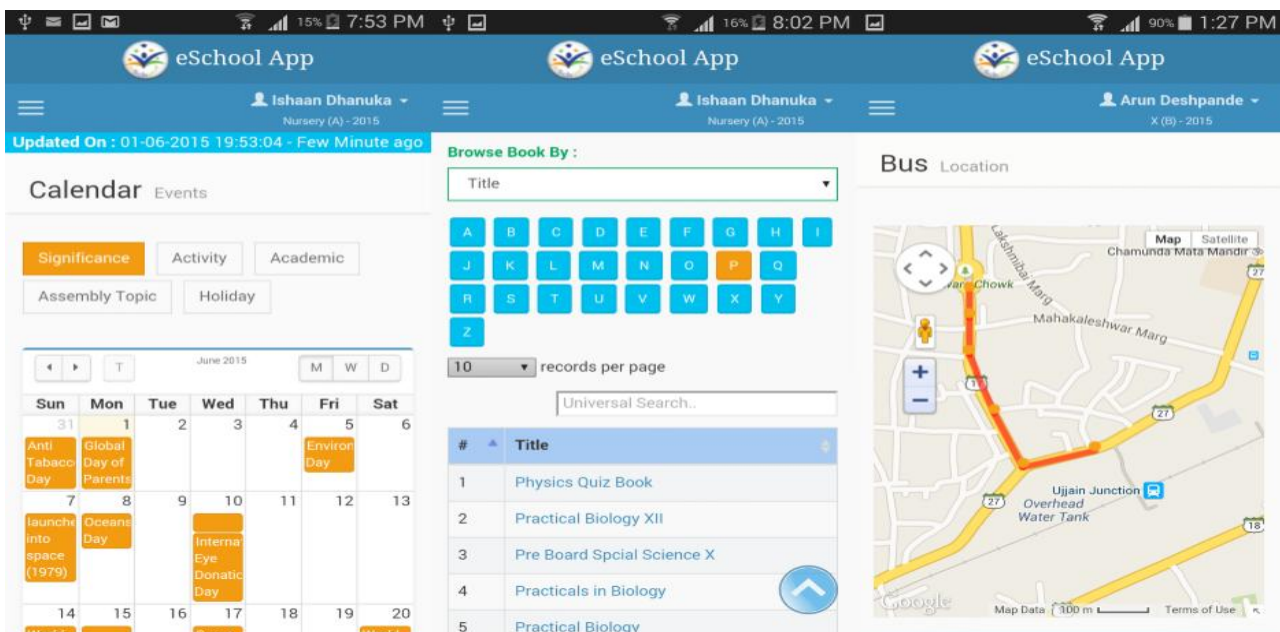 15% 7:53 PM
eSchool App
Ishaan Dhanuka
Nursery (A) - 2015
Updated On : 01-06-2015 19:53:04 - Few Minute ago
Calendar Events
Significance Activity Academic
Assembly Topic Holiday
T June 2015 M W D
Sun Mon Tue Wed Thu Fri Sat
31 1 2 3 4 5 6
Anti Global Environ
Tabacc Day of Day
Day Parents
7 8 9 10 11 12 13
launche Oceans
into Day Interna
space Eye
(1979) Donatic
Day
14 15 16 17 18 19 20
16% 8:02 PM
eSchool App
Ishaan Dhanuka
Nursery (A) - 2015
Browse Book By :
Title
A B C D E F G H I
J K L M N O P Q
R S T U V W X Y
Z
10 records per page
Universal Search..
# Title
1 Physics Quiz Book
2 Practical Biology XII
3 Pre Board Spcial Science X
4 Practicals in Biology
5 Practical Biology
90% 1:27 PM
eSchool App
Arun Deshpande
X (B) - 2015
Bus Location
Map Satellite
Chamunda Mata Mandir
27
Lakshmibai Marg
Chowk
Mahakaleshwar Marg
+
17
−
27
Ujjain Junction
27 Overhead
Water Tank
18
Google
Map Data 100 m Terms of Use